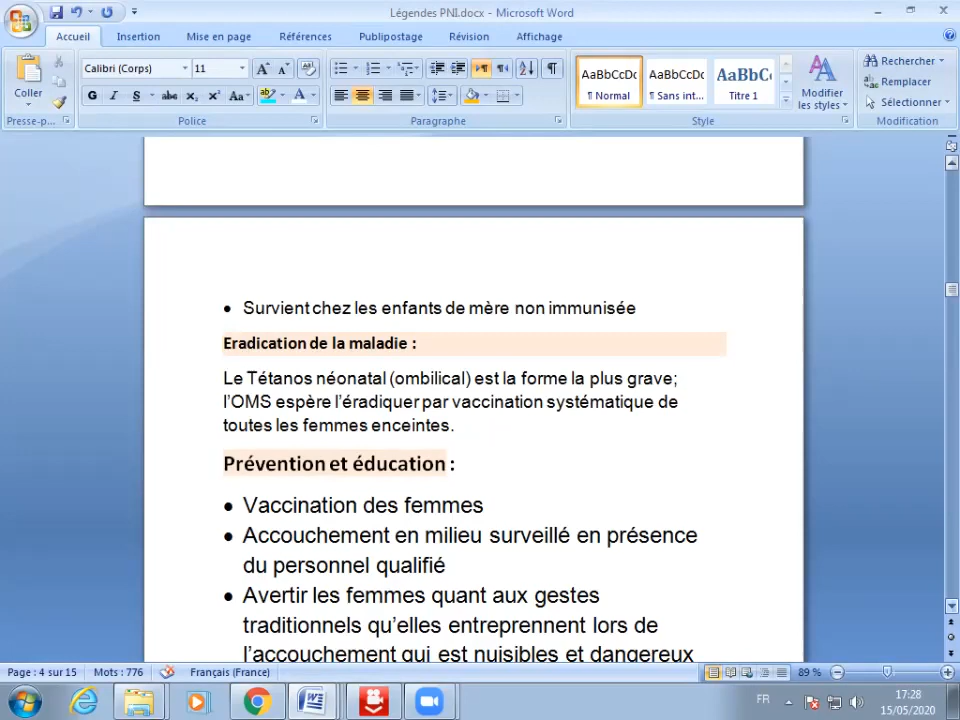 Légendes PNI.docx - Microsoft Word
Accueil Insertion Mise en page Références Publipostage Révision Affichage
Calibri (Corps) 11
AaBbCcDc AaBbCcDc AaBbCc
Rechercher
Remplacer
Sélectionner
Coller
G I S abc X₂ X² Aa
¶ Normal ¶ Sans int... Titre 1
Modifier
les styles
Presse-p... Police Paragraphe Style Modification
• Survient chez les enfants de mère non immunisée
Eradication de la maladie :
Le Tétanos néonatal (ombilical) est la forme la plus grave;
l’OMS espère l’éradiquer par vaccination systématique de
toutes les femmes enceintes.
Prévention et éducation :
• Vaccination des femmes
• Accouchement en milieu surveillé en présence
du personnel qualifié
• Avertir les femmes quant aux gestes
traditionnels qu’elles entreprennent lors de
l’accouchement qui est nuisibles et dangereux
Page : 4 sur 15 Mots : 776 Français (France) 89 %
FR 17:28
15/05/2020